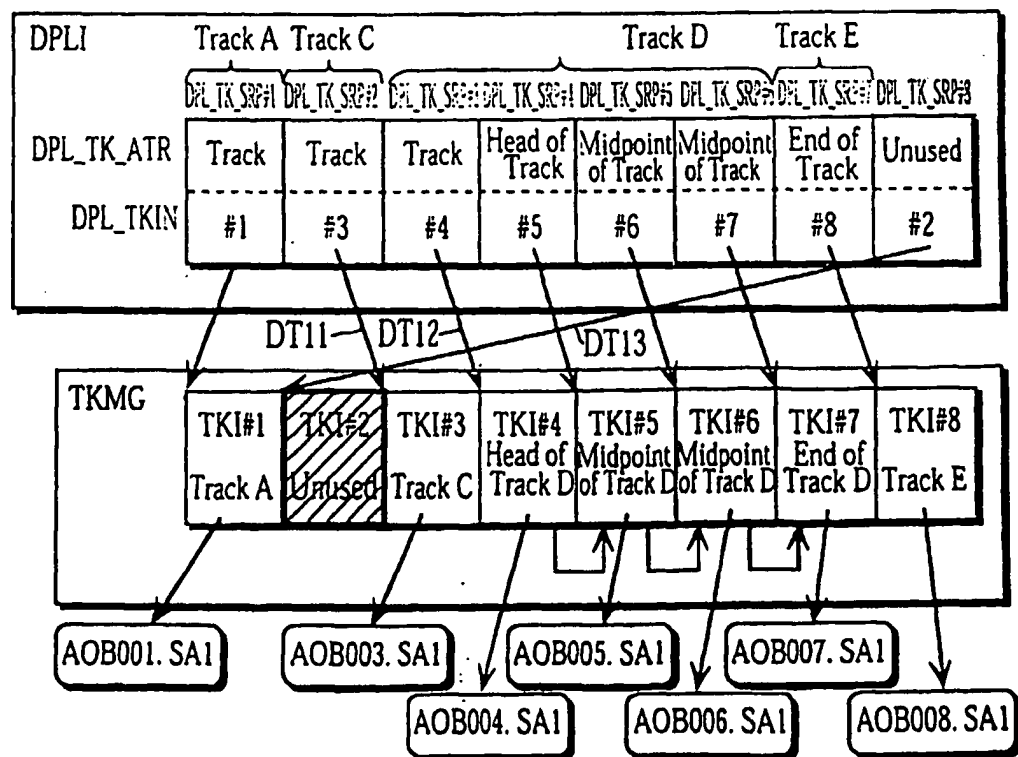 DPLI Track A Track C Track D Track E
DPL_TK_SRP#1 DPL_TK_SRP#2 DPL_TK_SRP#4 DPL_TK_SRP#5 DPL_TK_SRP#8
DPL_TK_ATR Track Track Track Head of Track Midpoint of Track Midpoint of Track End of Track Unused
DPL_TKIN #1 #3 #4 #5 #6 #7 #8 #2
DT11 DT12 DT13
TKMG
TKI#1 TKI#2 TKI#3 TKI#4 TKI#5 TKI#6 TKI#7 TKI#8
Track A Unused Track C Head of Track D Midpoint of Track D Midpoint of Track D End of Track D Track E
AOB001. SA1 AOB003. SA1 AOB005. SA1 AOB007. SA1
AOB004. SA1 AOB006. SA1 AOB008. SA1